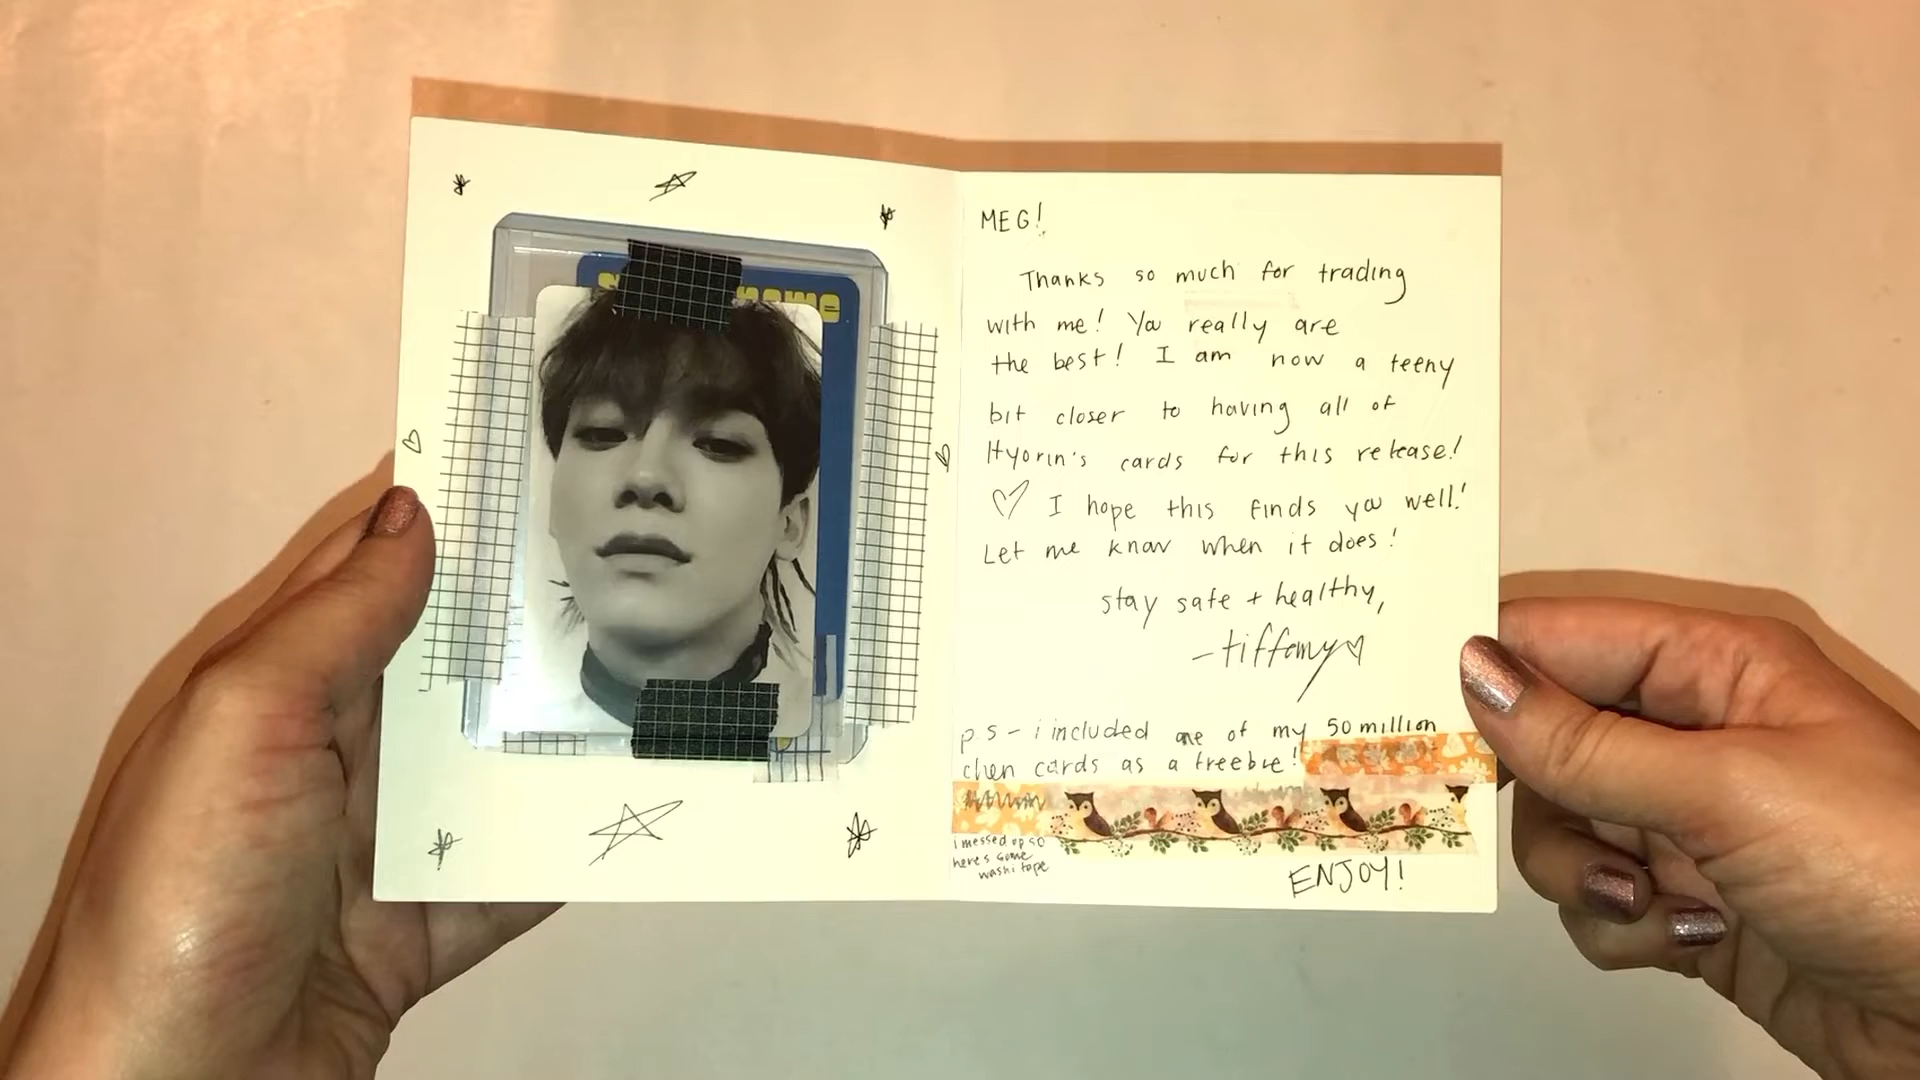 MEG!
Thanks so much for trading
with me! You really are
the best! I am now a teeny
bit closer to having all of
Hyorin's cards for this release!
♡ I hope this finds you well!
Let me know when it does!
stay safe + healthy,
-tiffany♡
ps - i included one of my 50 million
chen cards as a freebie!
i messed up so
here's some
washi tape
ENJOY!